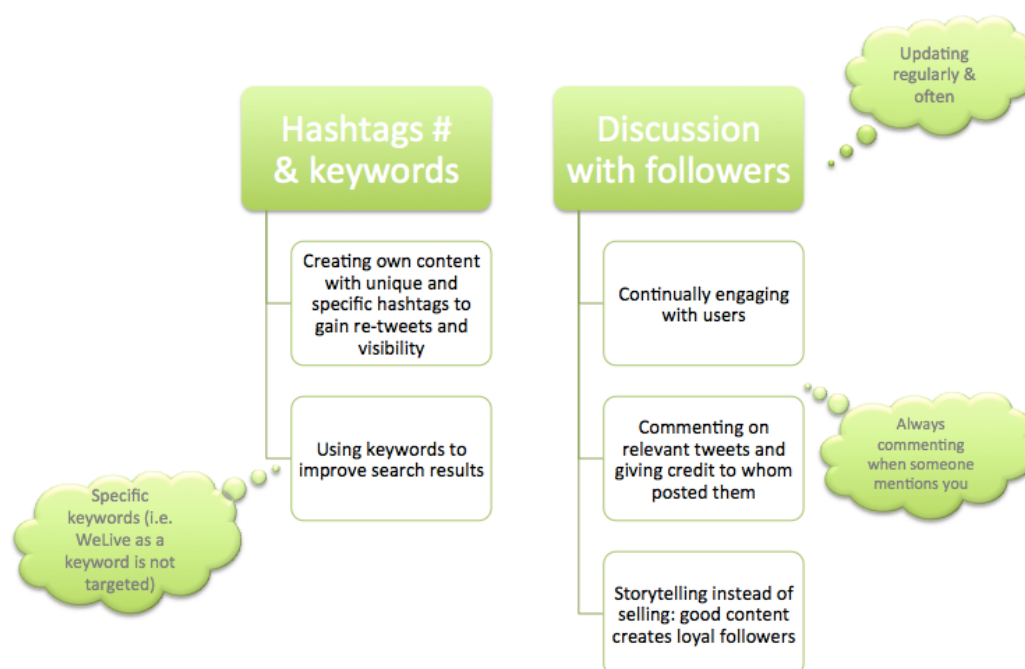 Updating
regularly &
often
Hashtags #
& keywords
Discussion
with followers
Creating own content
with unique and
specific hashtags to
gain re-tweets and
visibility
Continually engaging
with users
Using keywords to
improve search results
Commenting on
relevant tweets and
giving credit to whom
posted them
Always
commenting
when someone
mentions you
Specific
keywords (i.e.
WeLive as a
keyword is not
targeted)
Storytelling instead of
selling: good content
creates loyal followers